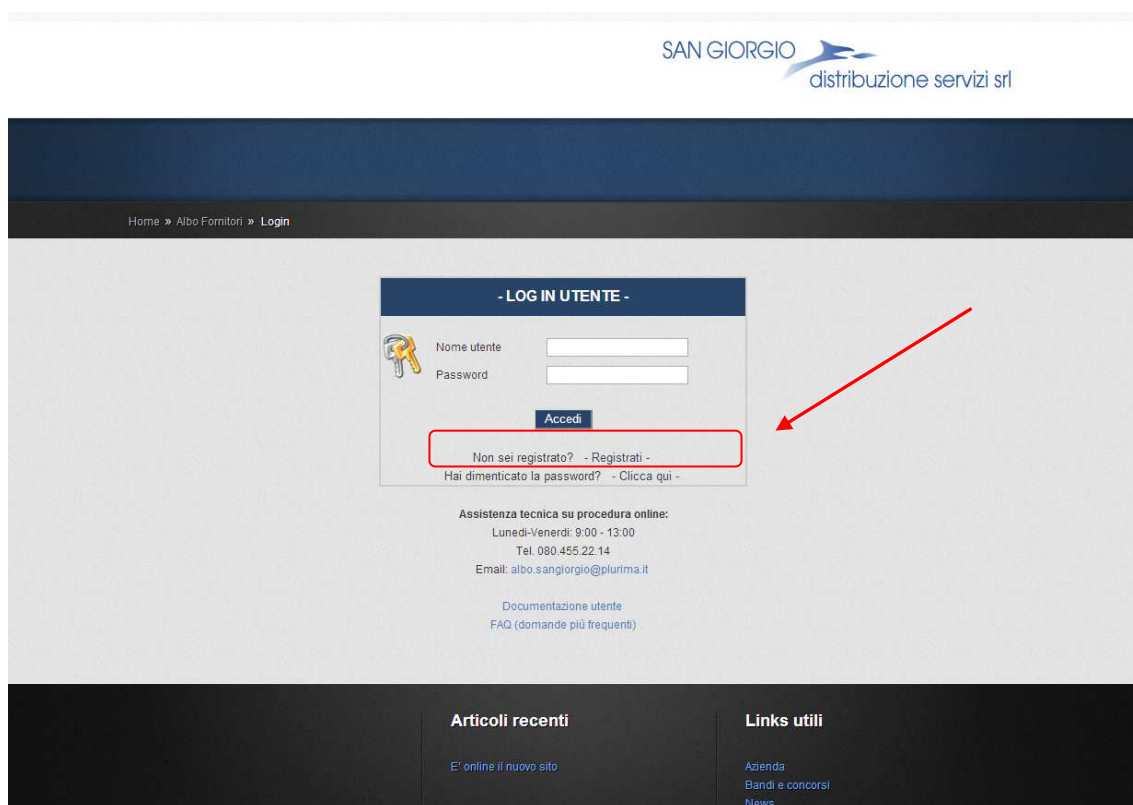 SAN GIORGIO
distribuzione servizi srl
Home » Albo Fornitori » Login
- LOG IN UTENTE -
Nome utente
Password
Accedi
Non sei registrato? - Registrati -
Hai dimenticato la password? - Clicca qui -
Assistenza tecnica su procedura online:
Lunedi-Venerdi: 9:00 - 13:00
Tel. 080.455.22.14
Email: albo.sangiorgio@plurima.it
Documentazione utente
FAQ (domande più frequenti)
Articoli recenti
E' online il nuovo sito
Links utili
Azienda
Bandi e concorsi
News